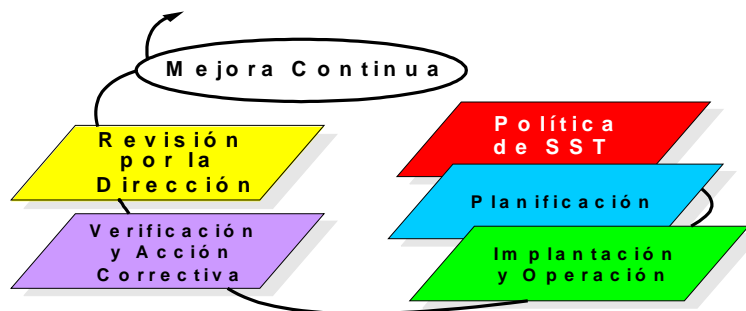 Mejora Continua
Revisión
por la
Dirección
Política
de SST
Planificación
Verificación
y Acción
Correctiva
Implantación
y Operación